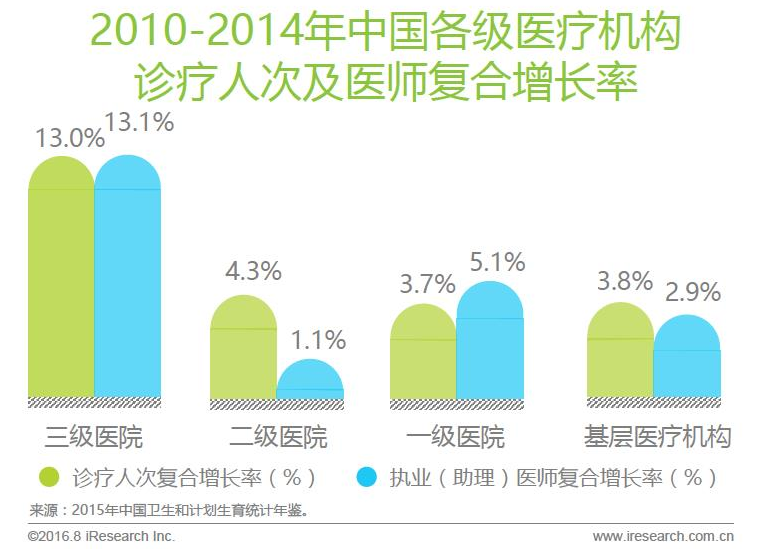 2010-2014年中国各级医疗机构
诊疗人次及医师复合增长率
13.0% 13.1%
4.3% 1.1%
3.7% 5.1%
3.8% 2.9%
三级医院 二级医院 一级医院 基层医疗机构
诊疗人次复合增长率（%） 执业（助理）医师复合增长率（%）
来源：2015年中国卫生和计划生育统计年鉴。
©2016.8 iResearch Inc. www.iresearch.com.cn